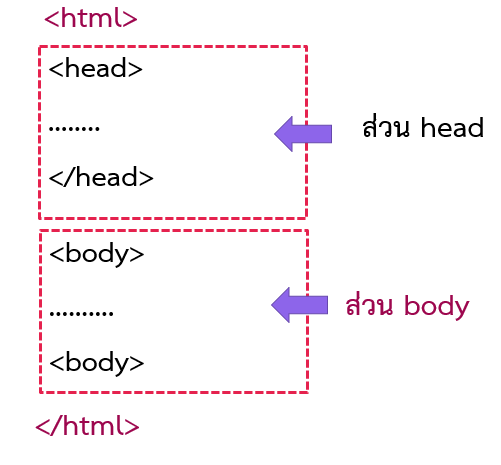 <html>
<head>
........
ส่วน head
</head>
<body>
..........
ส่วน body
<body>
</html>